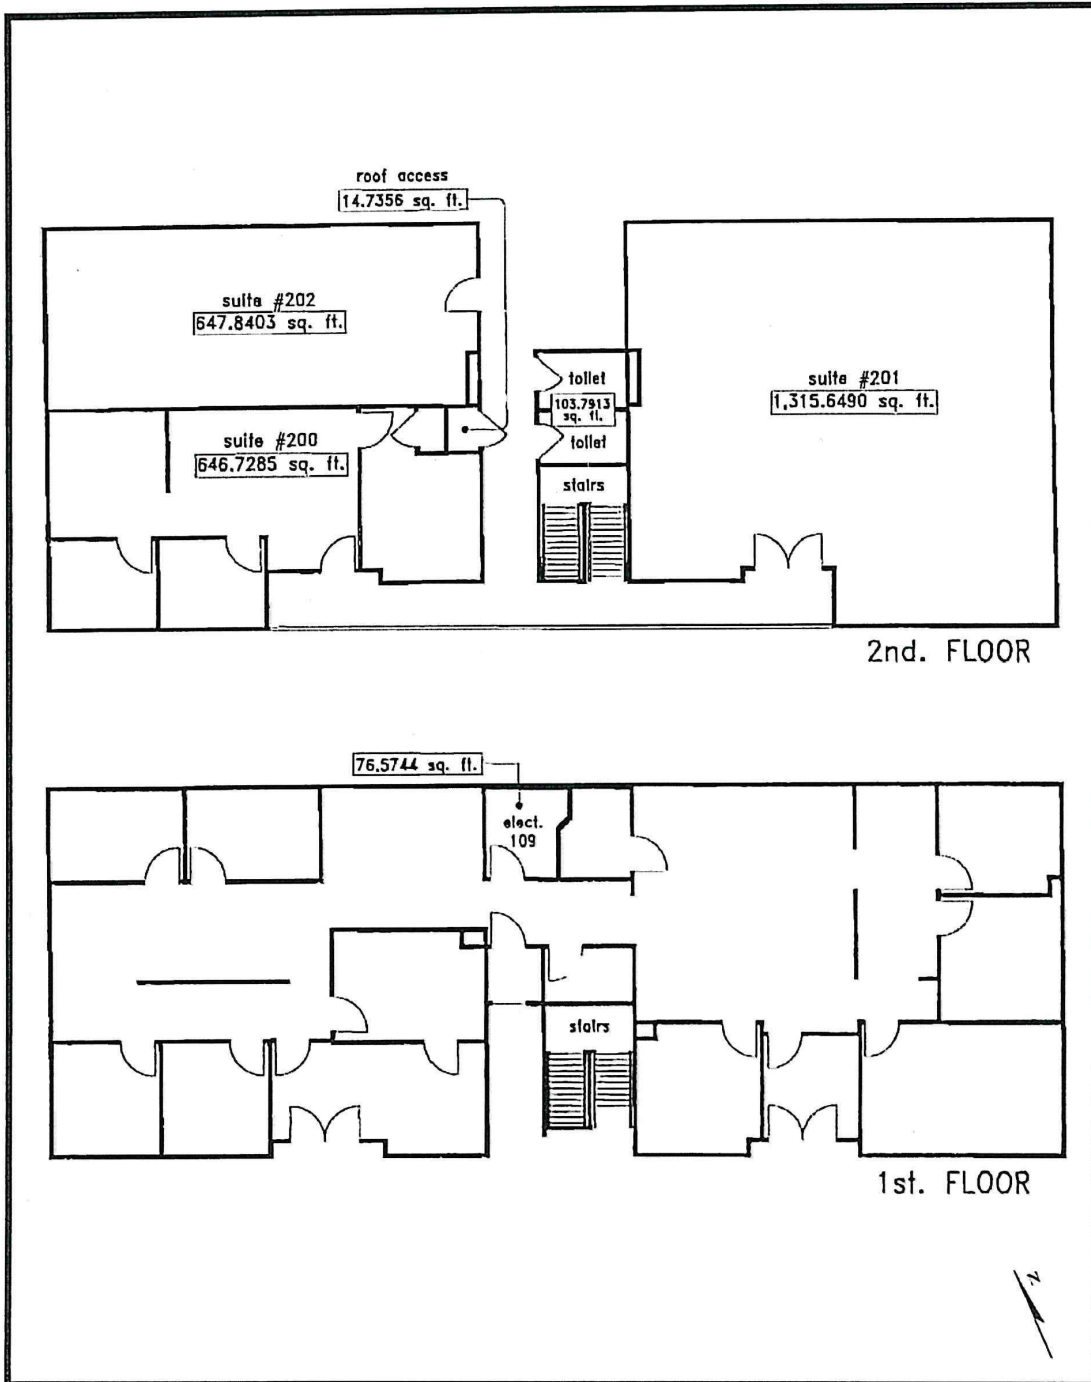 roof access
14.7356 sq. ft.
suite #202
647.8403 sq. ft.
toilet
suite #201
103.7913
sq. ft.
1,315.6490 sq. ft.
suite #200
toilet
646.7285 sq. ft.
stairs
2nd. FLOOR
76.5744 sq. ft.
elect.
109
stairs
1st. FLOOR
N